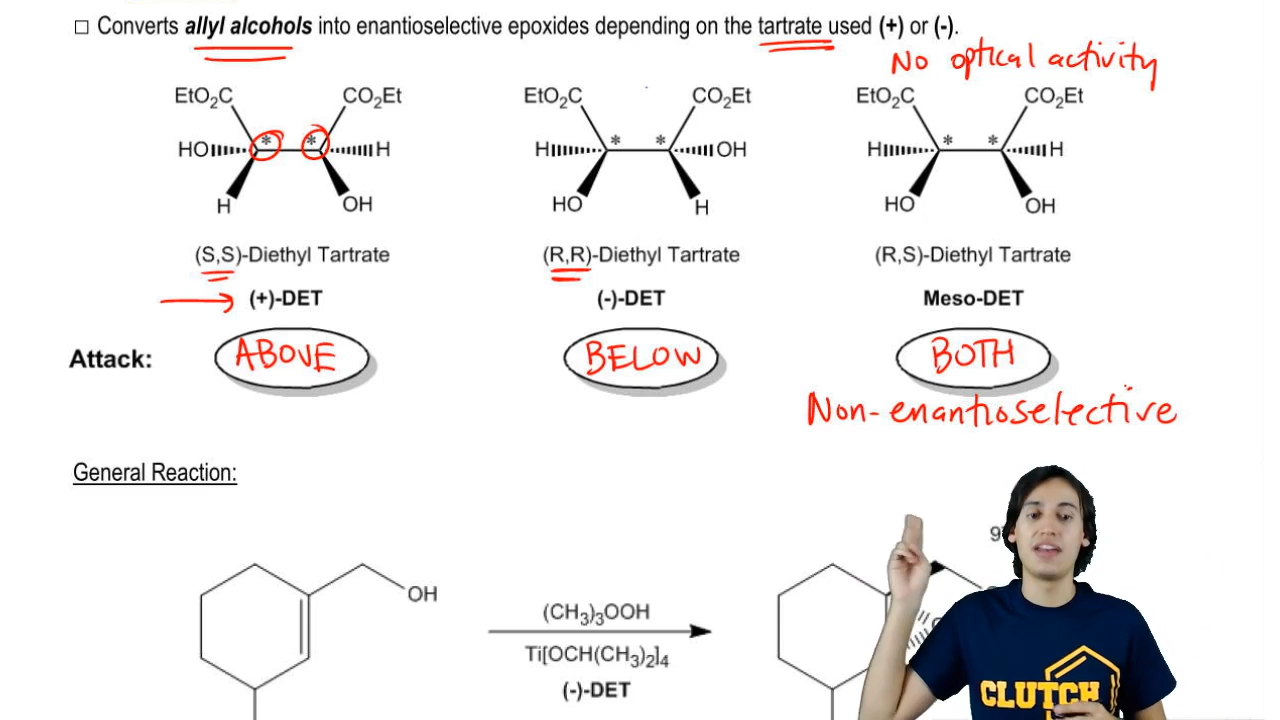 □ Converts allyl alcohols into enantioselective epoxides depending on the tartrate used (+) or (-).
No optical activity
EtO₂C CO₂Et EtO₂C CO₂Et EtO₂C CO₂Et
* * * * * *
HO H H OH H H
H OH HO H HO OH
(S,S)-Diethyl Tartrate (R,R)-Diethyl Tartrate (R,S)-Diethyl Tartrate
(+)-DET (-)-DET Meso-DET
Attack: ABOVE BELOW BOTH
Non-enantioselective
General Reaction:
OH
(CH₃)₃OOH
Ti[OCH(CH₃)₂]₄
(-)-DET
CLUTCH